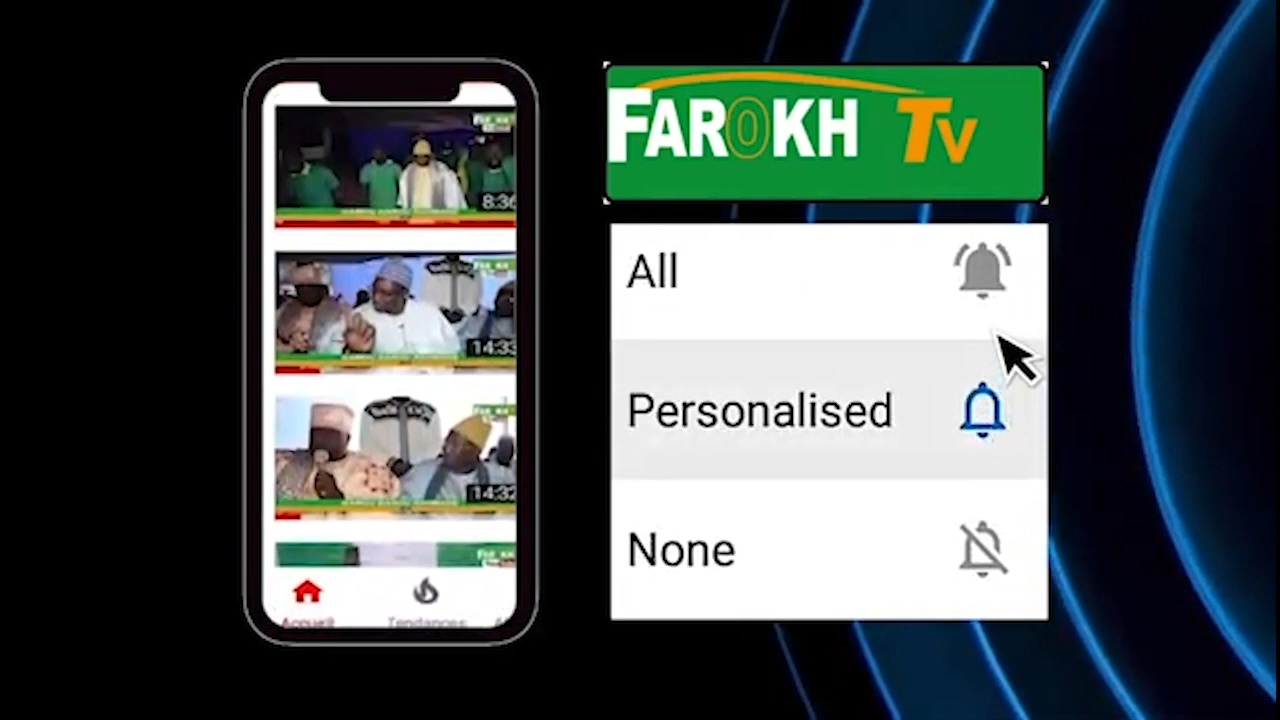 FAROKH TV
All
Personalised
None
8:36
14:33
14:32
Accueil
Tendances